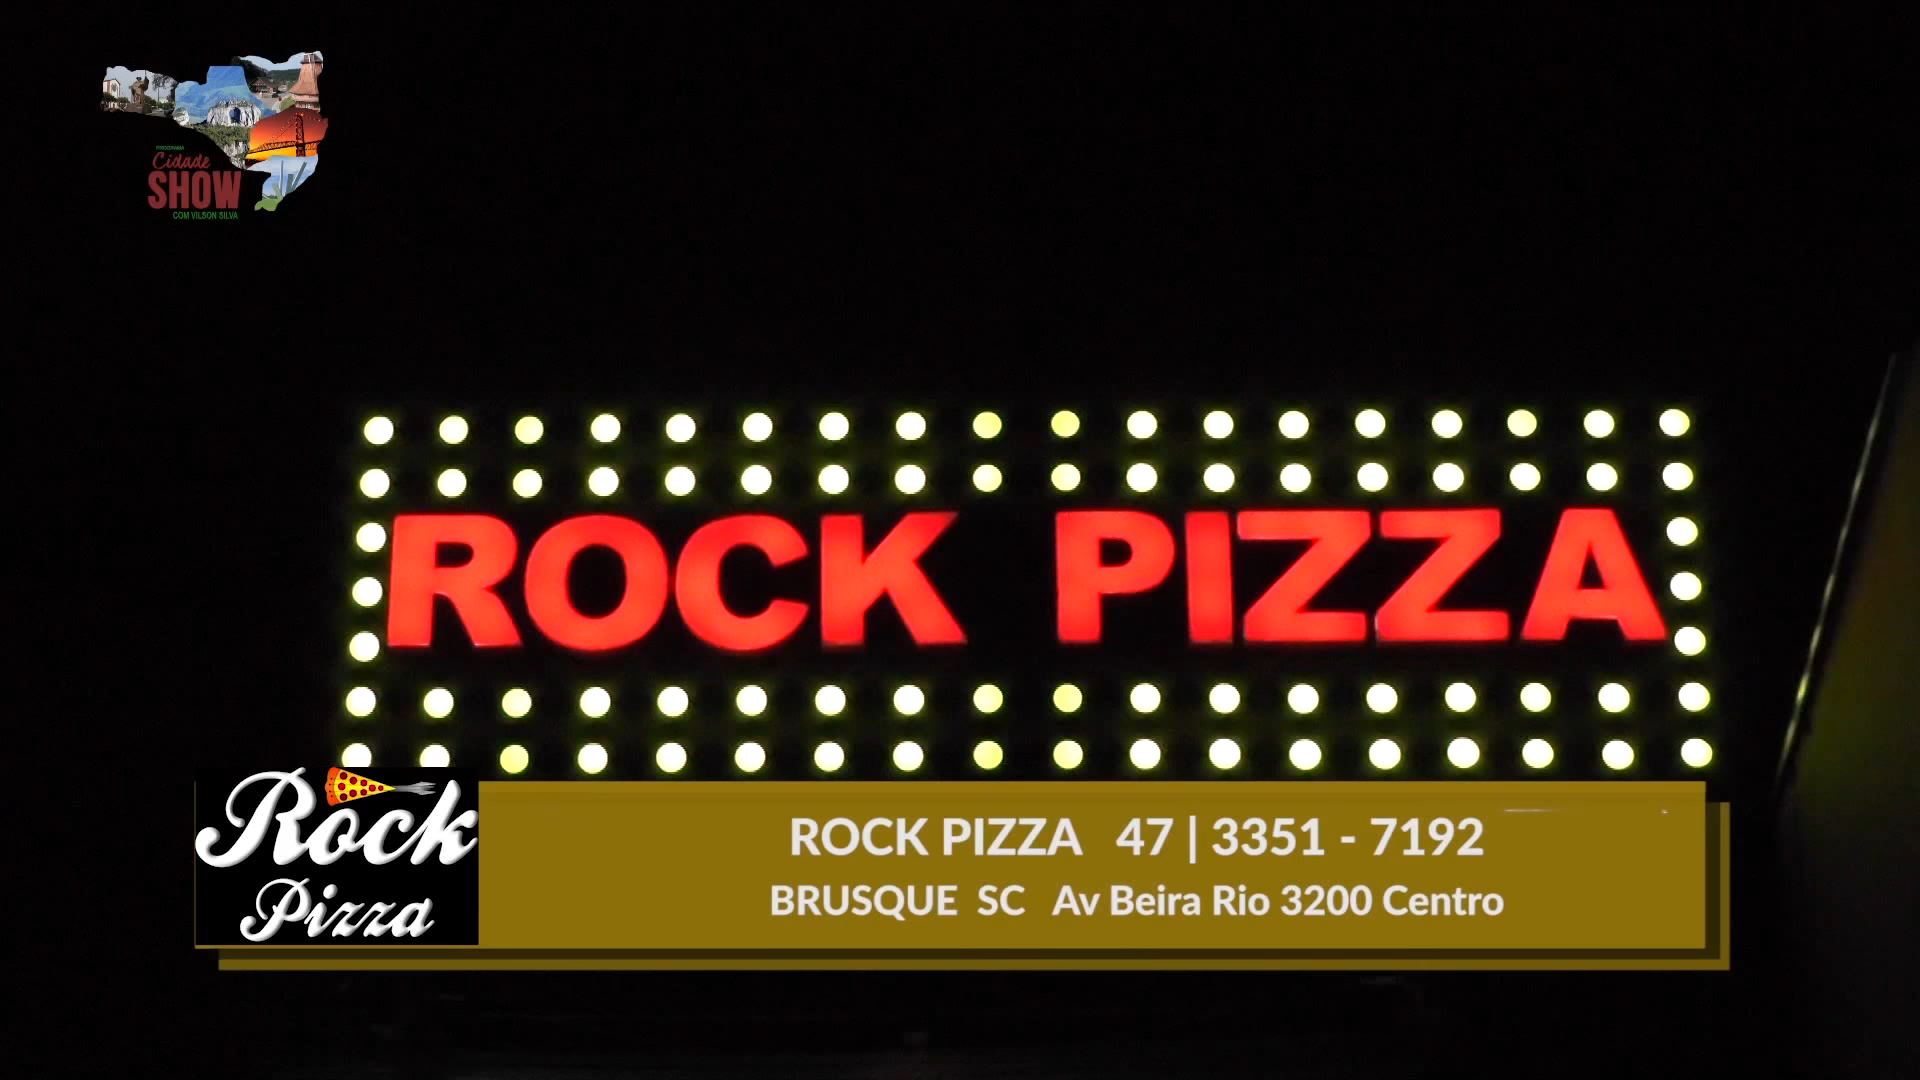 PROGRAMA
Cidade
SHOW
COM VILSON SILVA
ROCK PIZZA
Rock
Pizza
ROCK PIZZA 47 | 3351 - 7192
BRUSQUE SC Av Beira Rio 3200 Centro